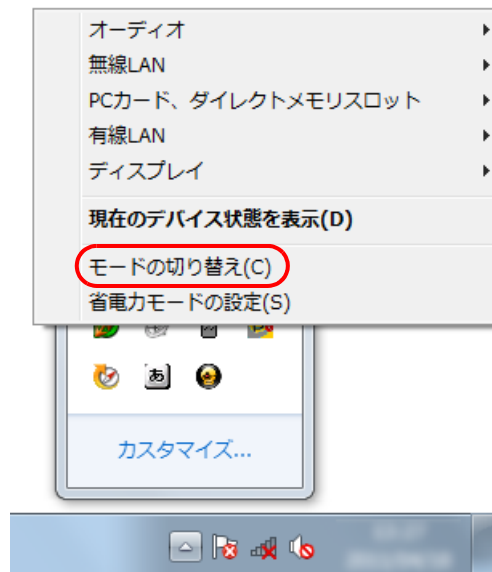 オーディオ
無線LAN
PCカード、ダイレクトメモリスロット
有線LAN
ディスプレイ
現在のデバイス状態を表示(D)
モードの切り替え(C)
省電力モードの設定(S)
あ
カスタマイズ...